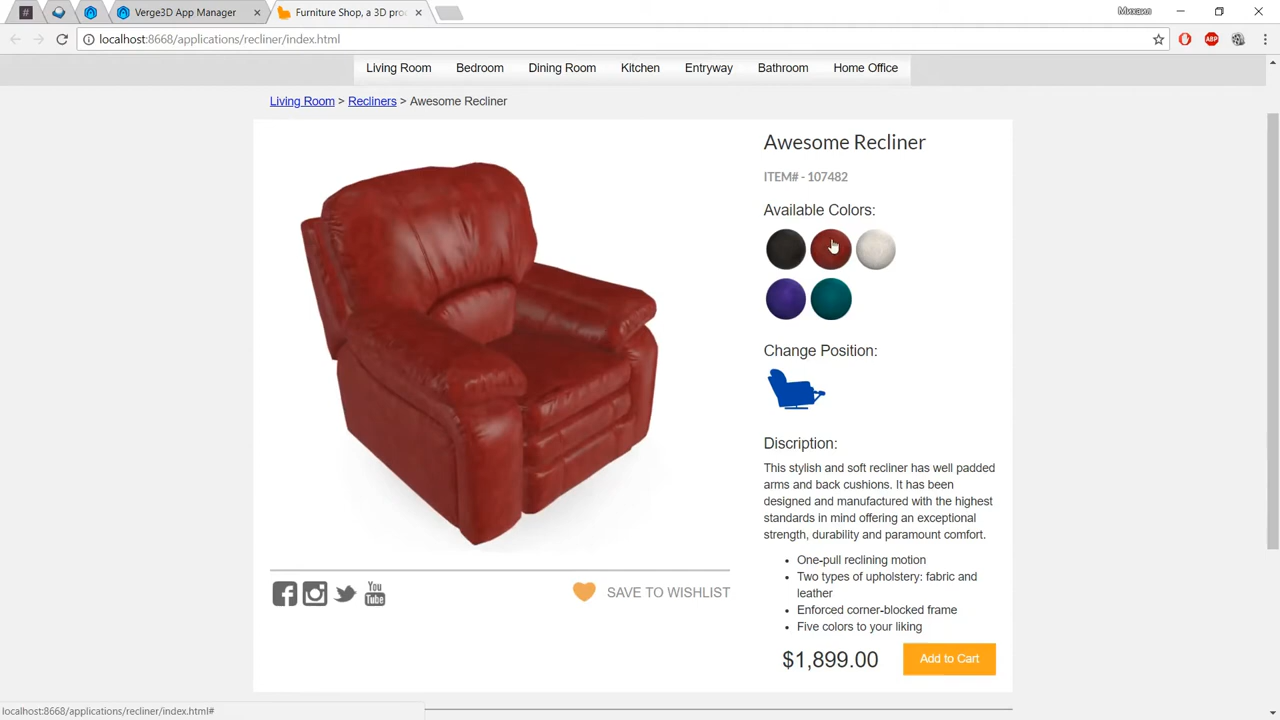 #
Verge3D App Manager
Furniture Shop, a 3D pro
Михаил
localhost:8668/applications/recliner/index.html
ABP
Living Room Bedroom Dining Room Kitchen Entryway Bathroom Home Office
Living Room > Recliners > Awesome Recliner
Awesome Recliner
ITEM# - 107482
Available Colors:
Change Position:
Discription:
This stylish and soft recliner has well padded
arms and back cushions. It has been
designed and manufactured with the highest
standards in mind offering an exceptional
strength, durability and paramount comfort.
• One-pull reclining motion
• Two types of upholstery: fabric and
leather
• Enforced corner-blocked frame
• Five colors to your liking
You
Tube
SAVE TO WISHLIST
$1,899.00
Add to Cart
localhost:8668/applications/recliner/index.html#